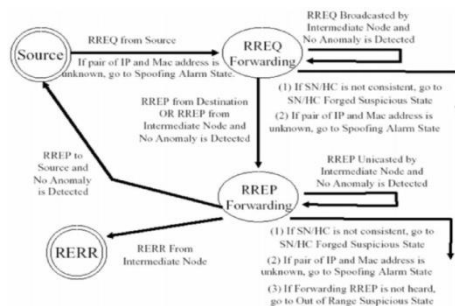 RREQ Broadcasted by
Intermediate Node and
No Anomaly is Detected
Source
RREQ from Source
If pair of IP and Mac address is
unknown, go to Spoofing Alarm State.
RREQ
Forwarding
(1) If SN/HC is not consistent, go to
SN/HC Forged Suspicious State
(2) If pair of IP and Mac address is
unknown, go to Spoofing Alarm State
RREP from Destination
OR RREP from
Intermediate Node and
No Anomaly is Detected
RREP to
Source and
No Anomaly
is Detected
RREP Unicasted by
Intermediate Node and
No Anomaly is Detected
RREP
Forwarding
RERR
RERR From
Intermediate Node
(1) If SN/HC is not consistent, go to
SN/HC Forged Suspicious State
(2) If pair of IP and Mac address is
unknown, go to Spoofing Alarm State
(3) If Forwarding RREP is not heard,
go to Out of Range Suspicious State